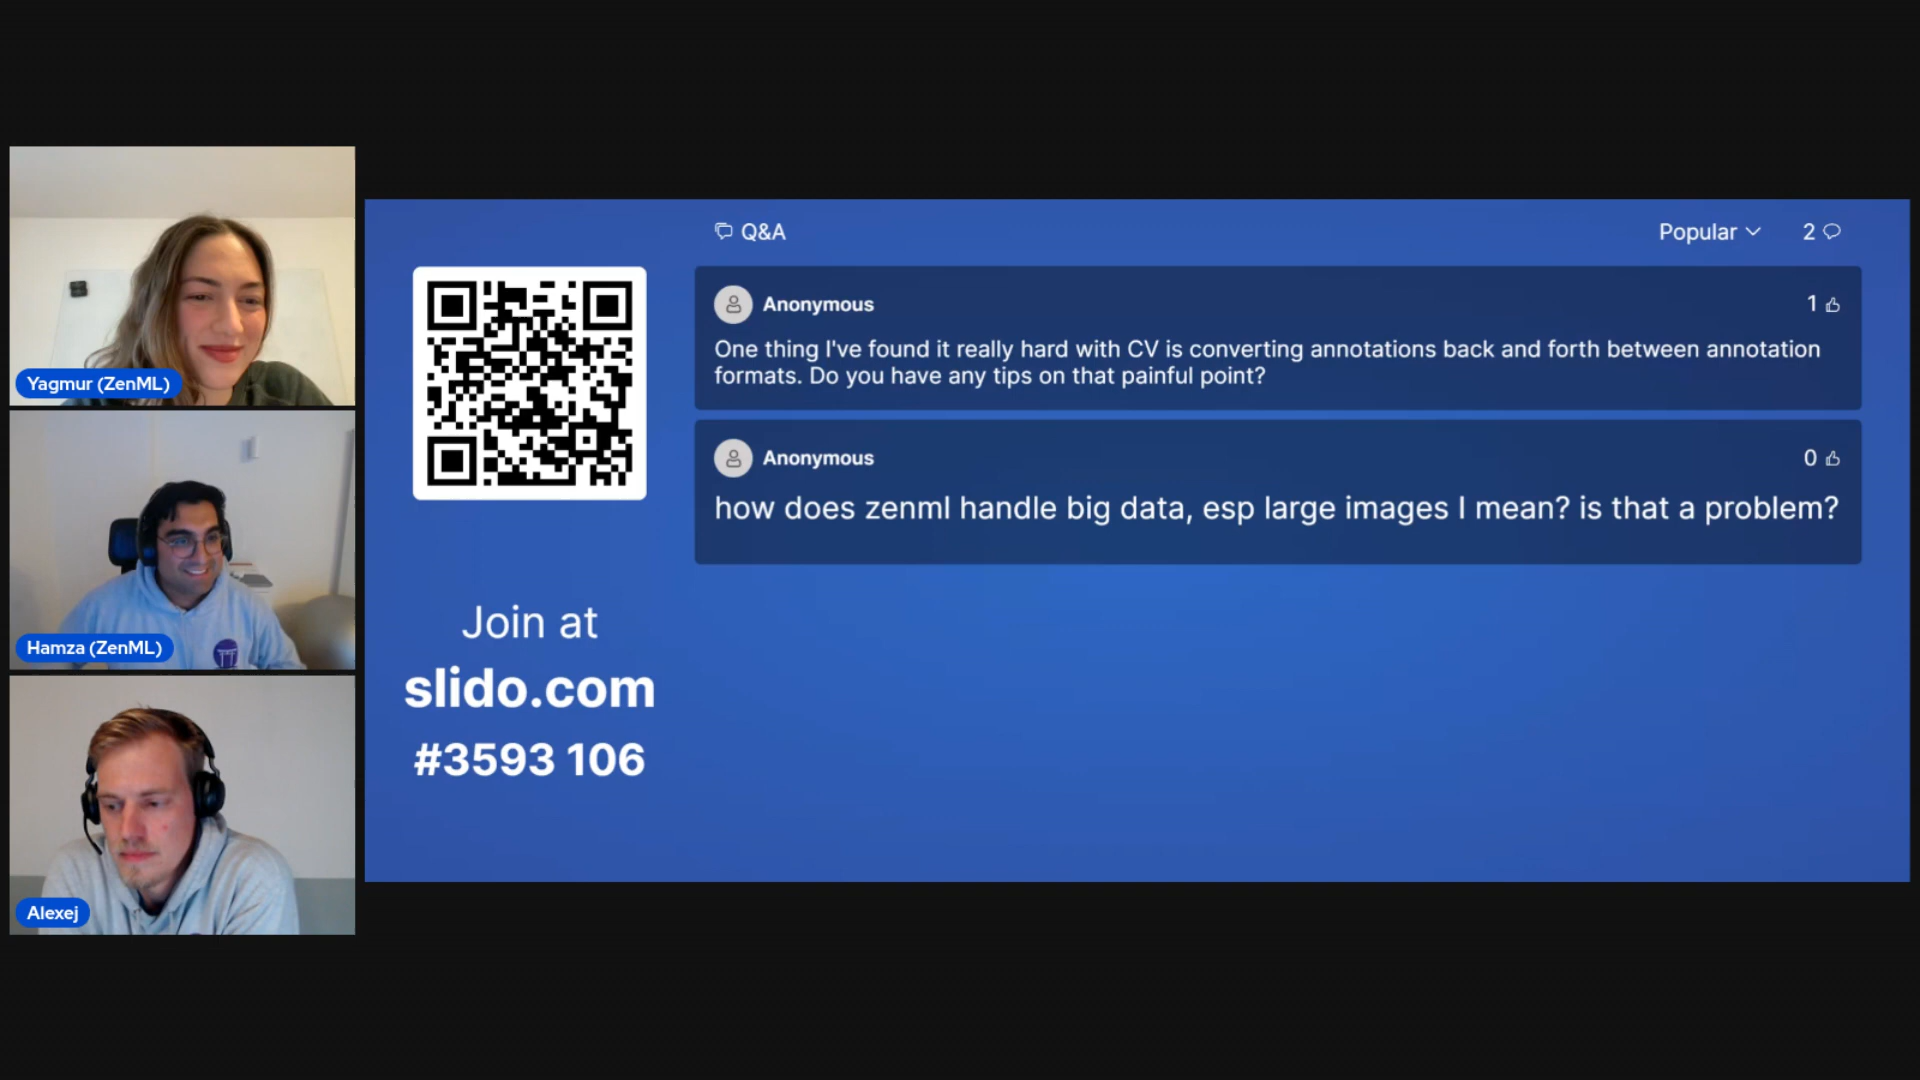 Yagmur (ZenML)
Hamza (ZenML)
Alexej
Q&A
Popular
2
Anonymous
1
One thing I've found it really hard with CV is converting annotations back and forth between annotation
formats. Do you have any tips on that painful point?
Anonymous
0
how does zenml handle big data, esp large images I mean? is that a problem?
Join at
slido.com
#3593 106